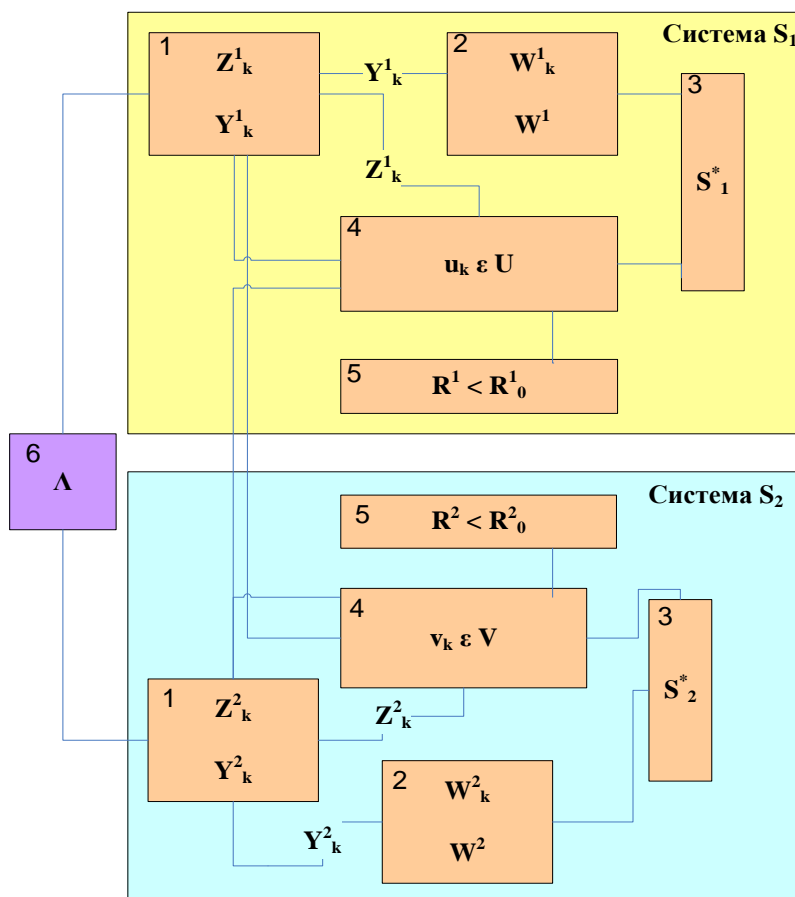 Система S₁
1
Z¹ₖ
Y¹ₖ
Y¹ₖ
2
W¹ₖ
W¹
3
S*₁
Z¹ₖ
4
uₖ ε U
5
R¹ < R¹₀
6
Λ
Система S₂
5
R² < R²₀
4
vₖ ε V
3
S*₂
1
Z²ₖ
Y²ₖ
Z²ₖ
2
W²ₖ
W²
Y²ₖ